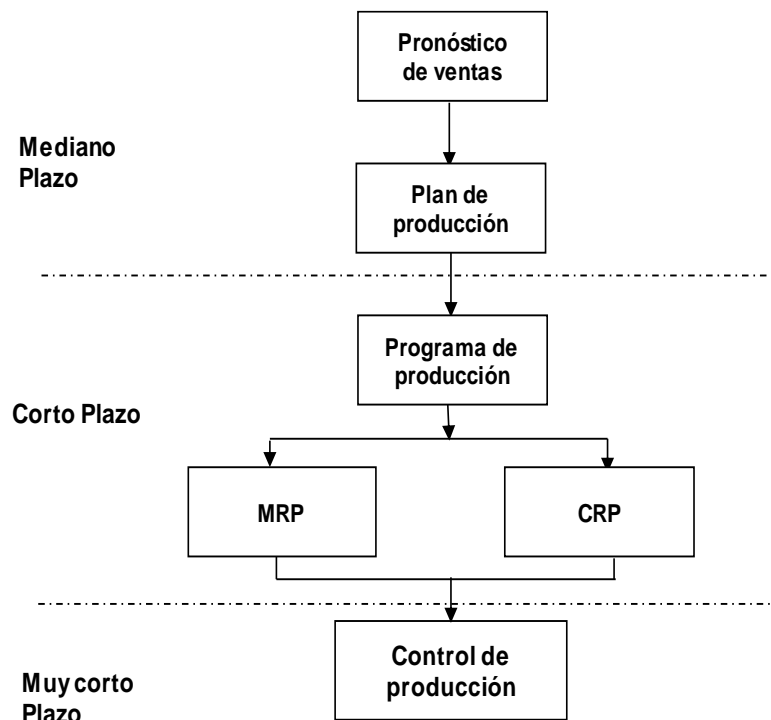 Pronóstico
de ventas
Mediano
Plazo
Plan de
producción
Programa de
producción
Corto Plazo
MRP
CRP
Control de
producción
Muy corto
Plazo